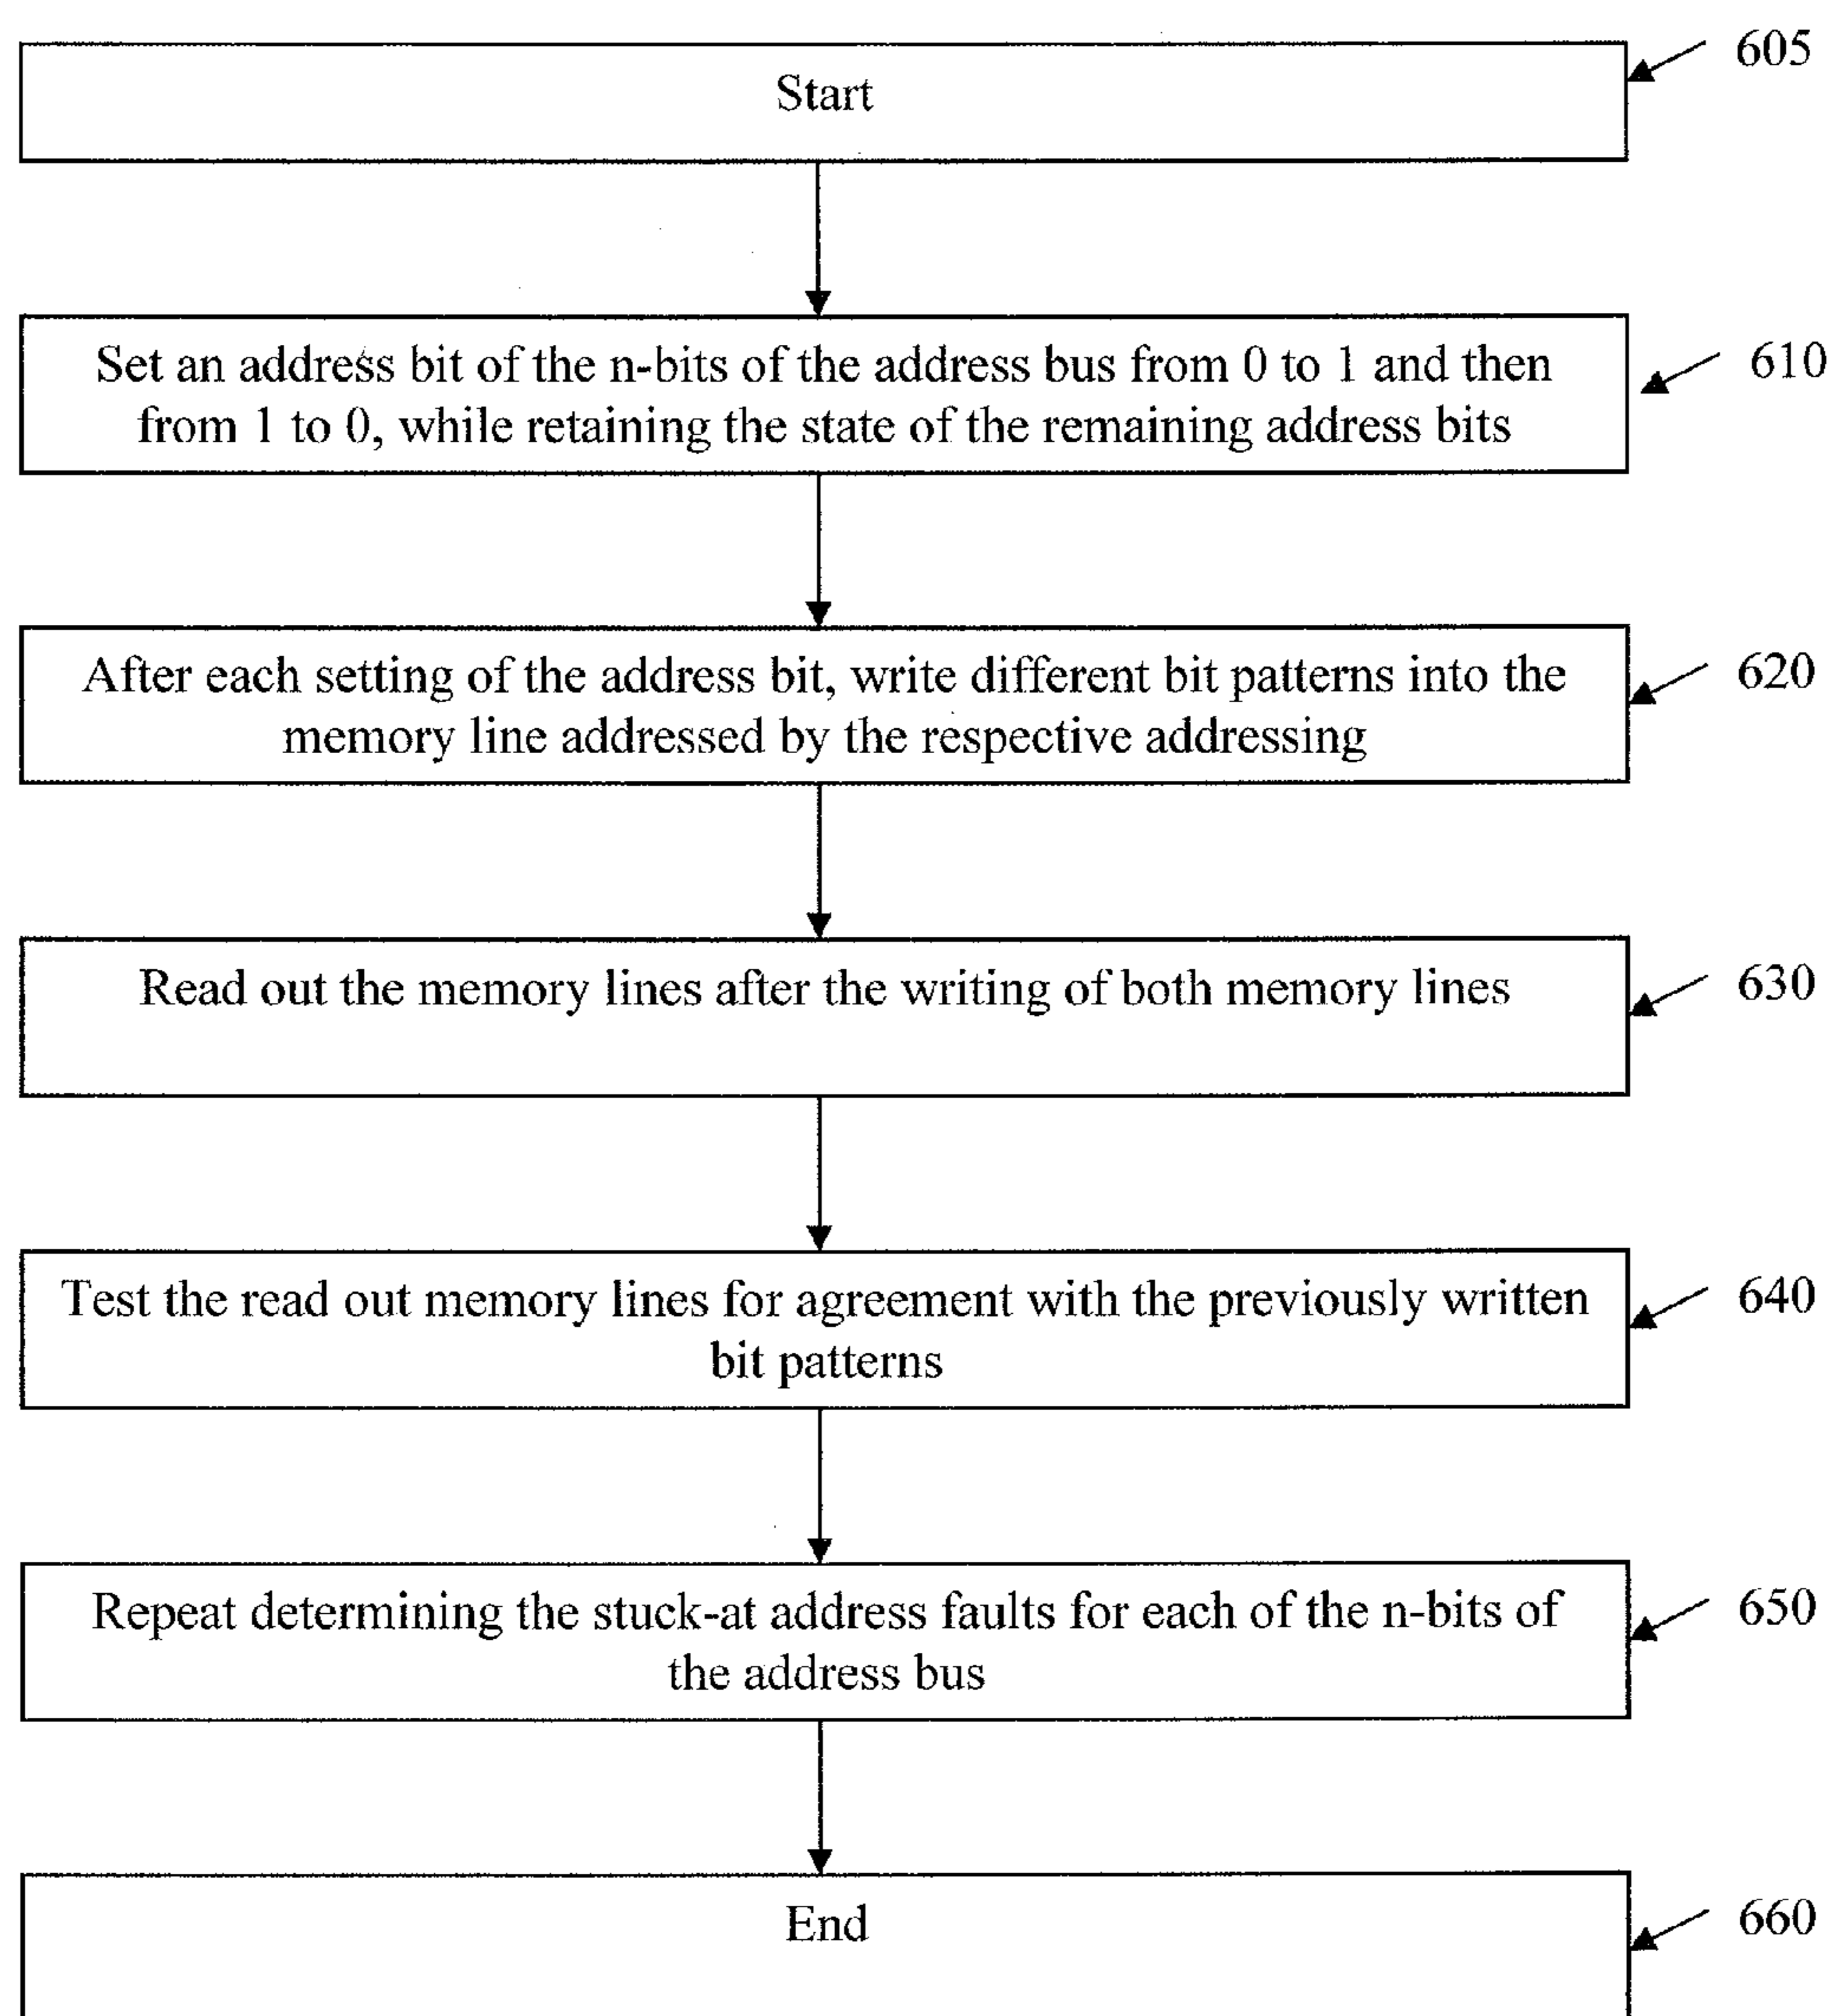 Start
605
Set an address bit of the n-bits of the address bus from 0 to 1 and then
from 1 to 0, while retaining the state of the remaining address bits
610
After each setting of the address bit, write different bit patterns into the
memory line addressed by the respective addressing
620
Read out the memory lines after the writing of both memory lines
630
Test the read out memory lines for agreement with the previously written
bit patterns
640
Repeat determining the stuck-at address faults for each of the n-bits of
the address bus
650
End
660